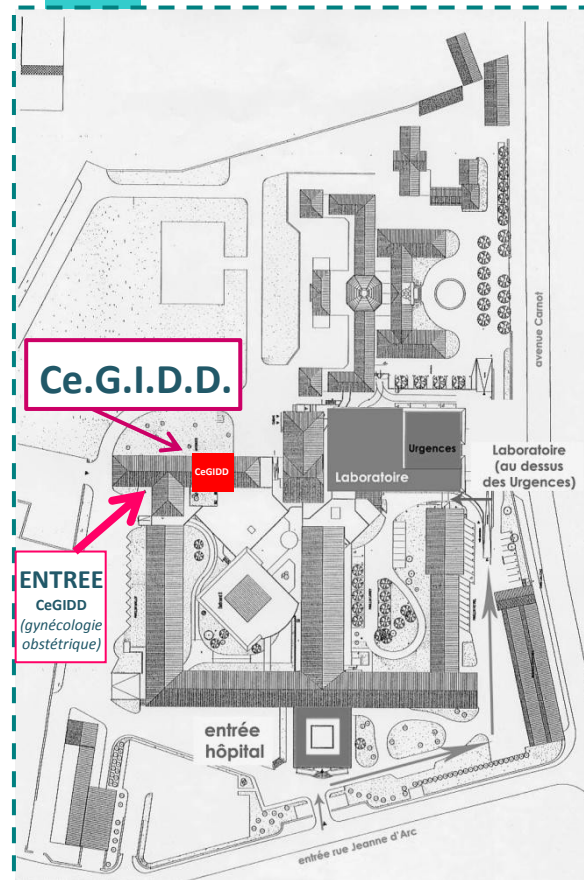 avenue Carnot
Ce.G.I.D.D.
CeGIDD
Urgences
Laboratoire
Laboratoire
(au dessus
des Urgences)
ENTREE
CeGIDD
(gynécologie
obstétrique)
entrée
hôpital
entrée rue Jeanne d'Arc